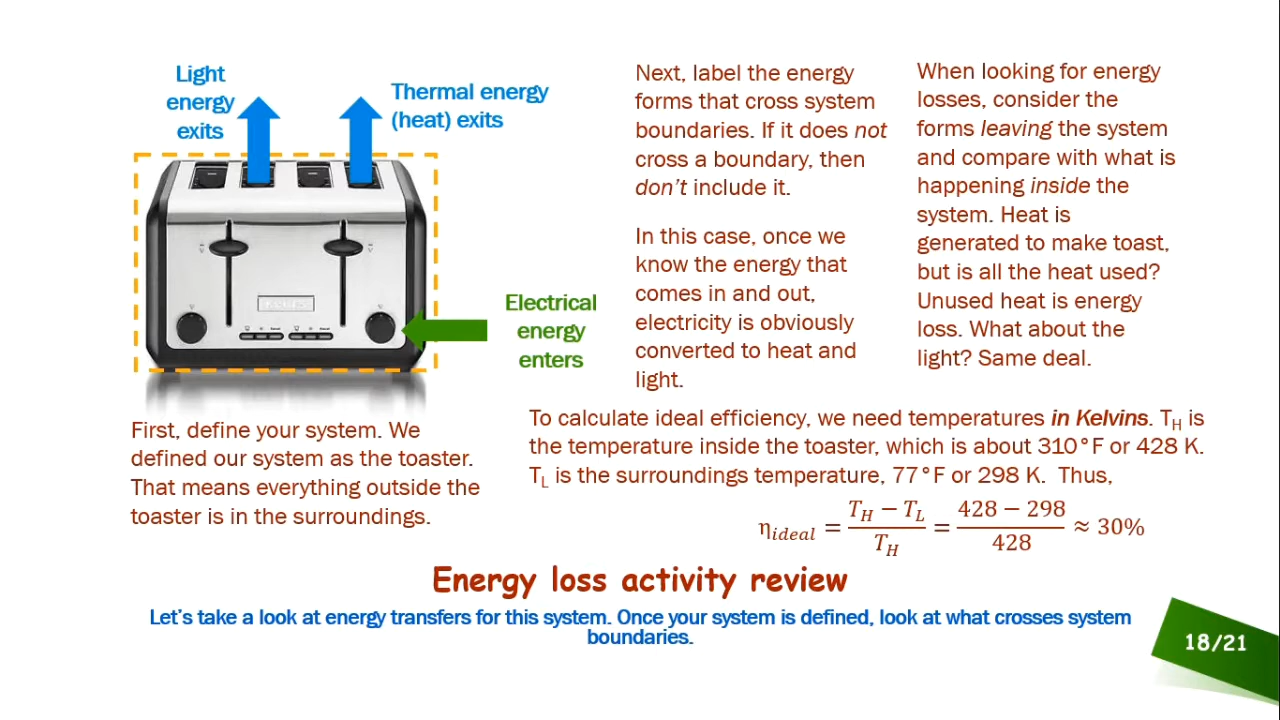 Light
energy
exits
Thermal energy
(heat) exits
Electrical
energy
enters
First, define your system. We
defined our system as the toaster.
That means everything outside the
toaster is in the surroundings.
Next, label the energy
forms that cross system
boundaries. If it does not
cross a boundary, then
don't include it.
In this case, once we
know the energy that
comes in and out,
electricity is obviously
converted to heat and
light.
When looking for energy
losses, consider the
forms leaving the system
and compare with what is
happening inside the
system. Heat is
generated to make toast,
but is all the heat used?
Unused heat is energy
loss. What about the
light? Same deal.
To calculate ideal efficiency, we need temperatures in Kelvins. T_H is
the temperature inside the toaster, which is about 310°F or 428 K.
T_L is the surroundings temperature, 77°F or 298 K. Thus,
η_ideal = (T_H − T_L)/T_H = (428 − 298)/428 ≈ 30%
Energy loss activity review
Let's take a look at energy transfers for this system. Once your system is defined, look at what crosses system
boundaries.
18/21